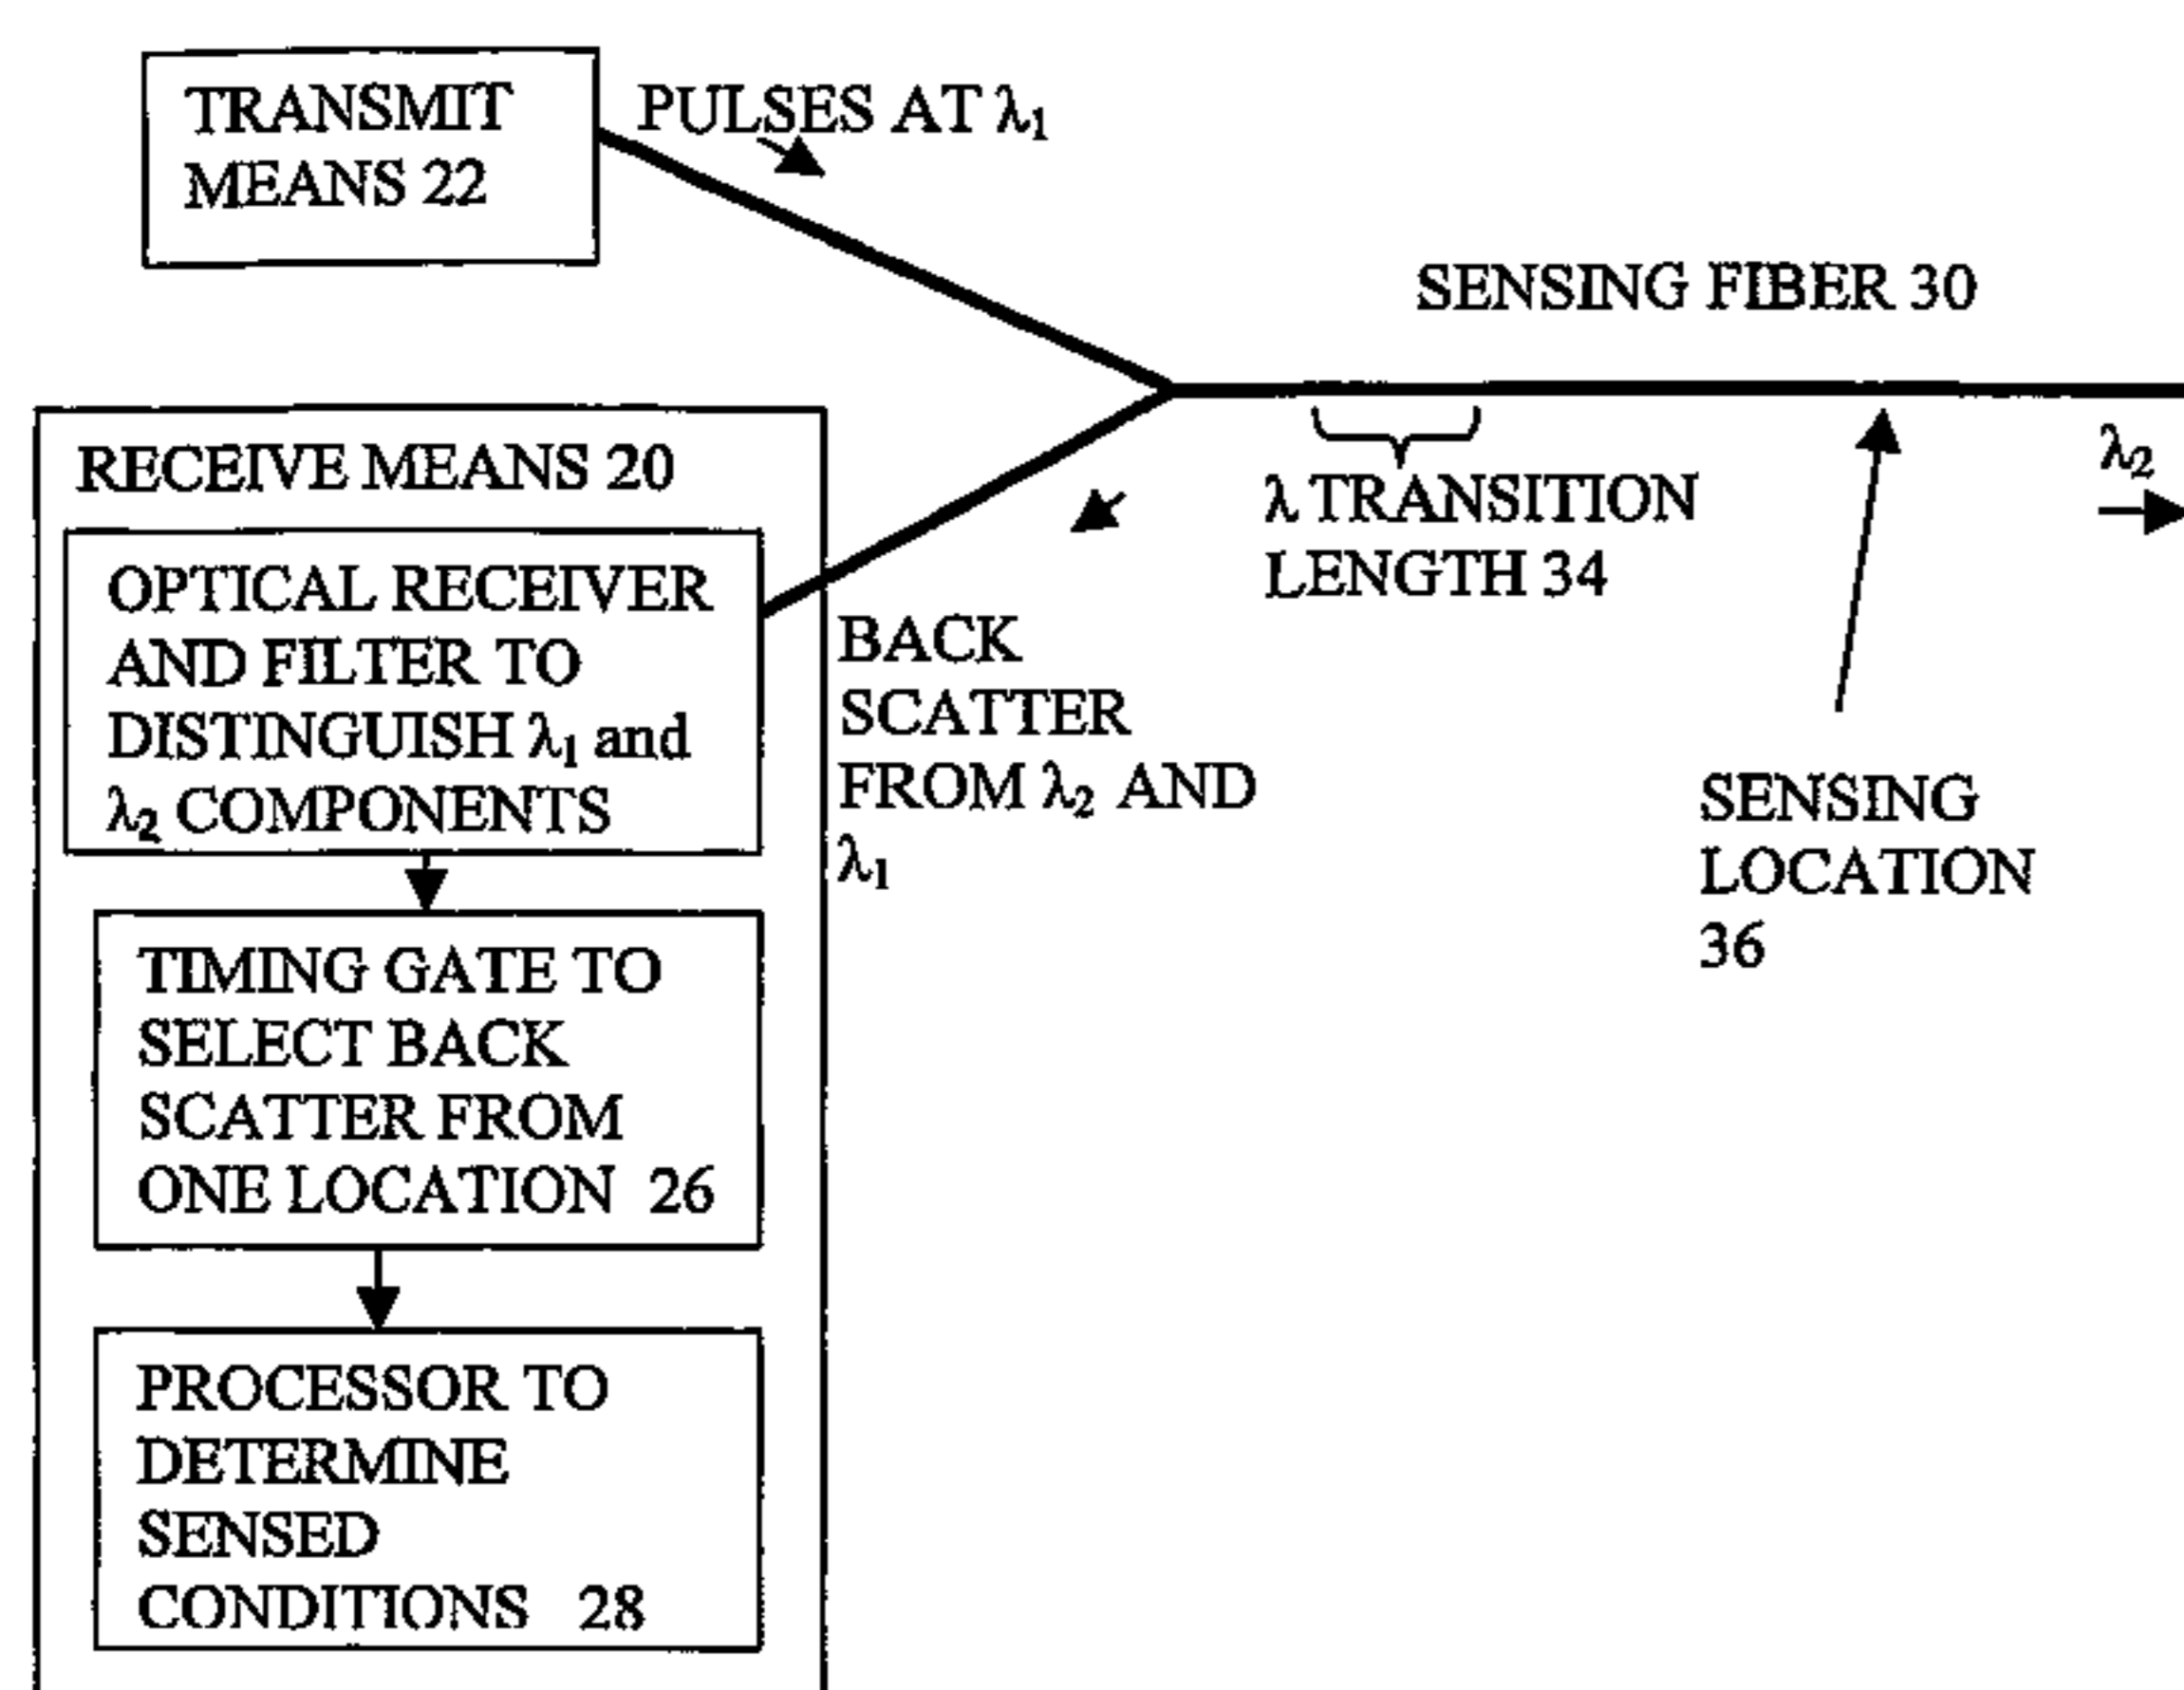 TRANSMIT
MEANS 22
PULSES AT λ₁
SENSING FIBER 30
RECEIVE MEANS 20
OPTICAL RECEIVER
AND FILTER TO
DISTINGUISH λ₁ and
λ₂ COMPONENTS
BACK
SCATTER
FROM λ₂ AND
λ₁
λ TRANSITION
LENGTH 34
λ₂
SENSING
LOCATION
36
TIMING GATE TO
SELECT BACK
SCATTER FROM
ONE LOCATION 26
PROCESSOR TO
DETERMINE
SENSED
CONDITIONS 28